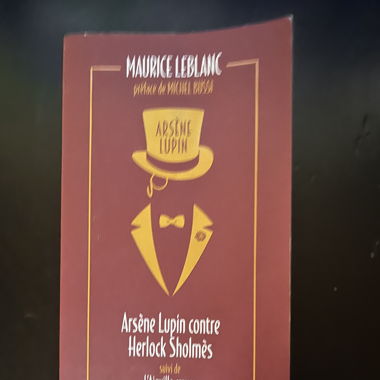 MAURICE LEBLANC
préface de MICHEL BUSSI
ARSÈNE
LUPIN
Arsène Lupin contre
Herlock Sholmès
suivi de